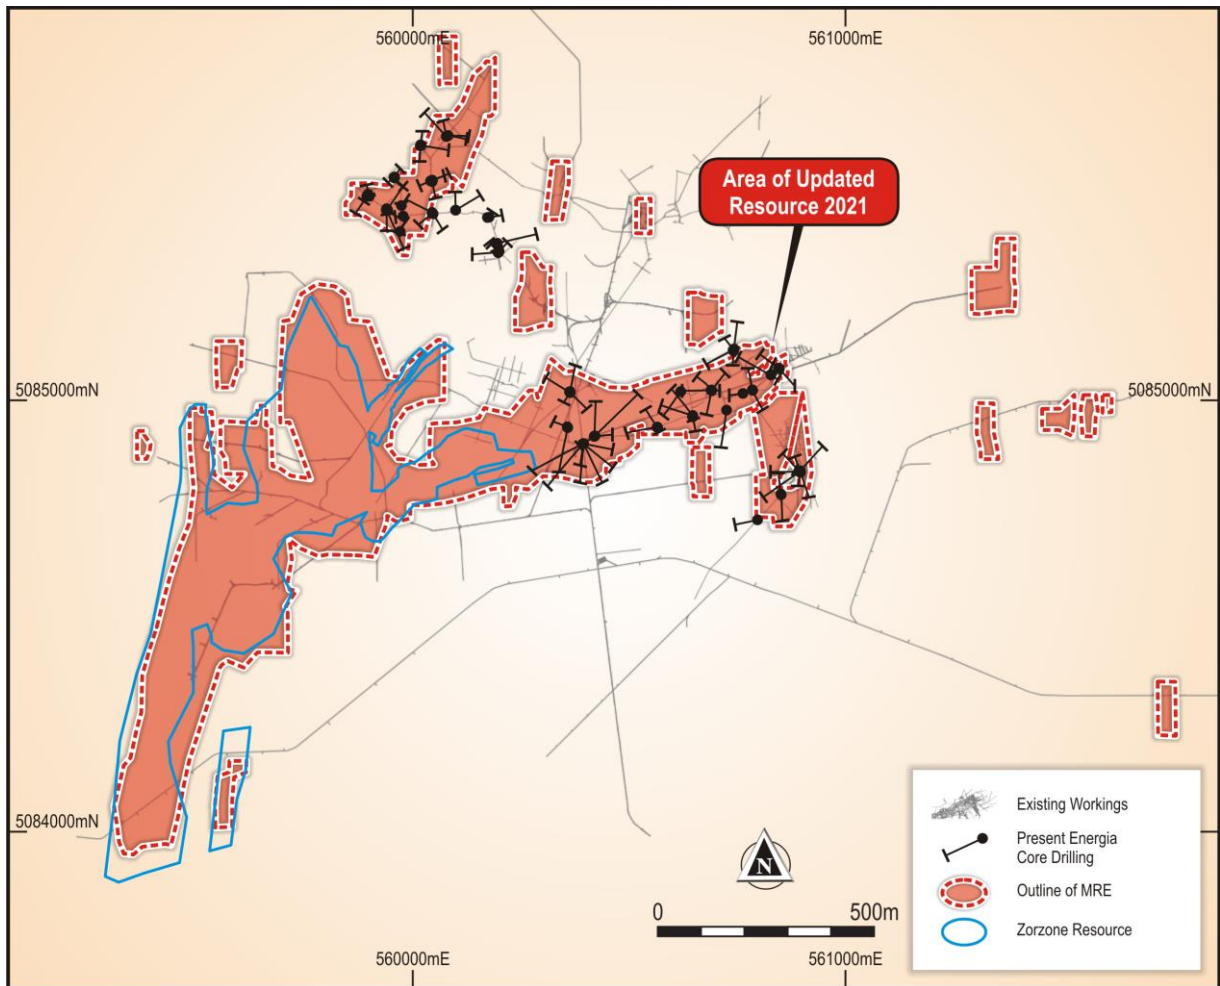 560000mE
561000mE
Area of Updated
Resource 2021
5085000mN
5085000mN
5084000mN
Existing Workings
Present Energia
Core Drilling
Outline of MRE
Zorzone Resource
N
0
500m
560000mE
561000mE